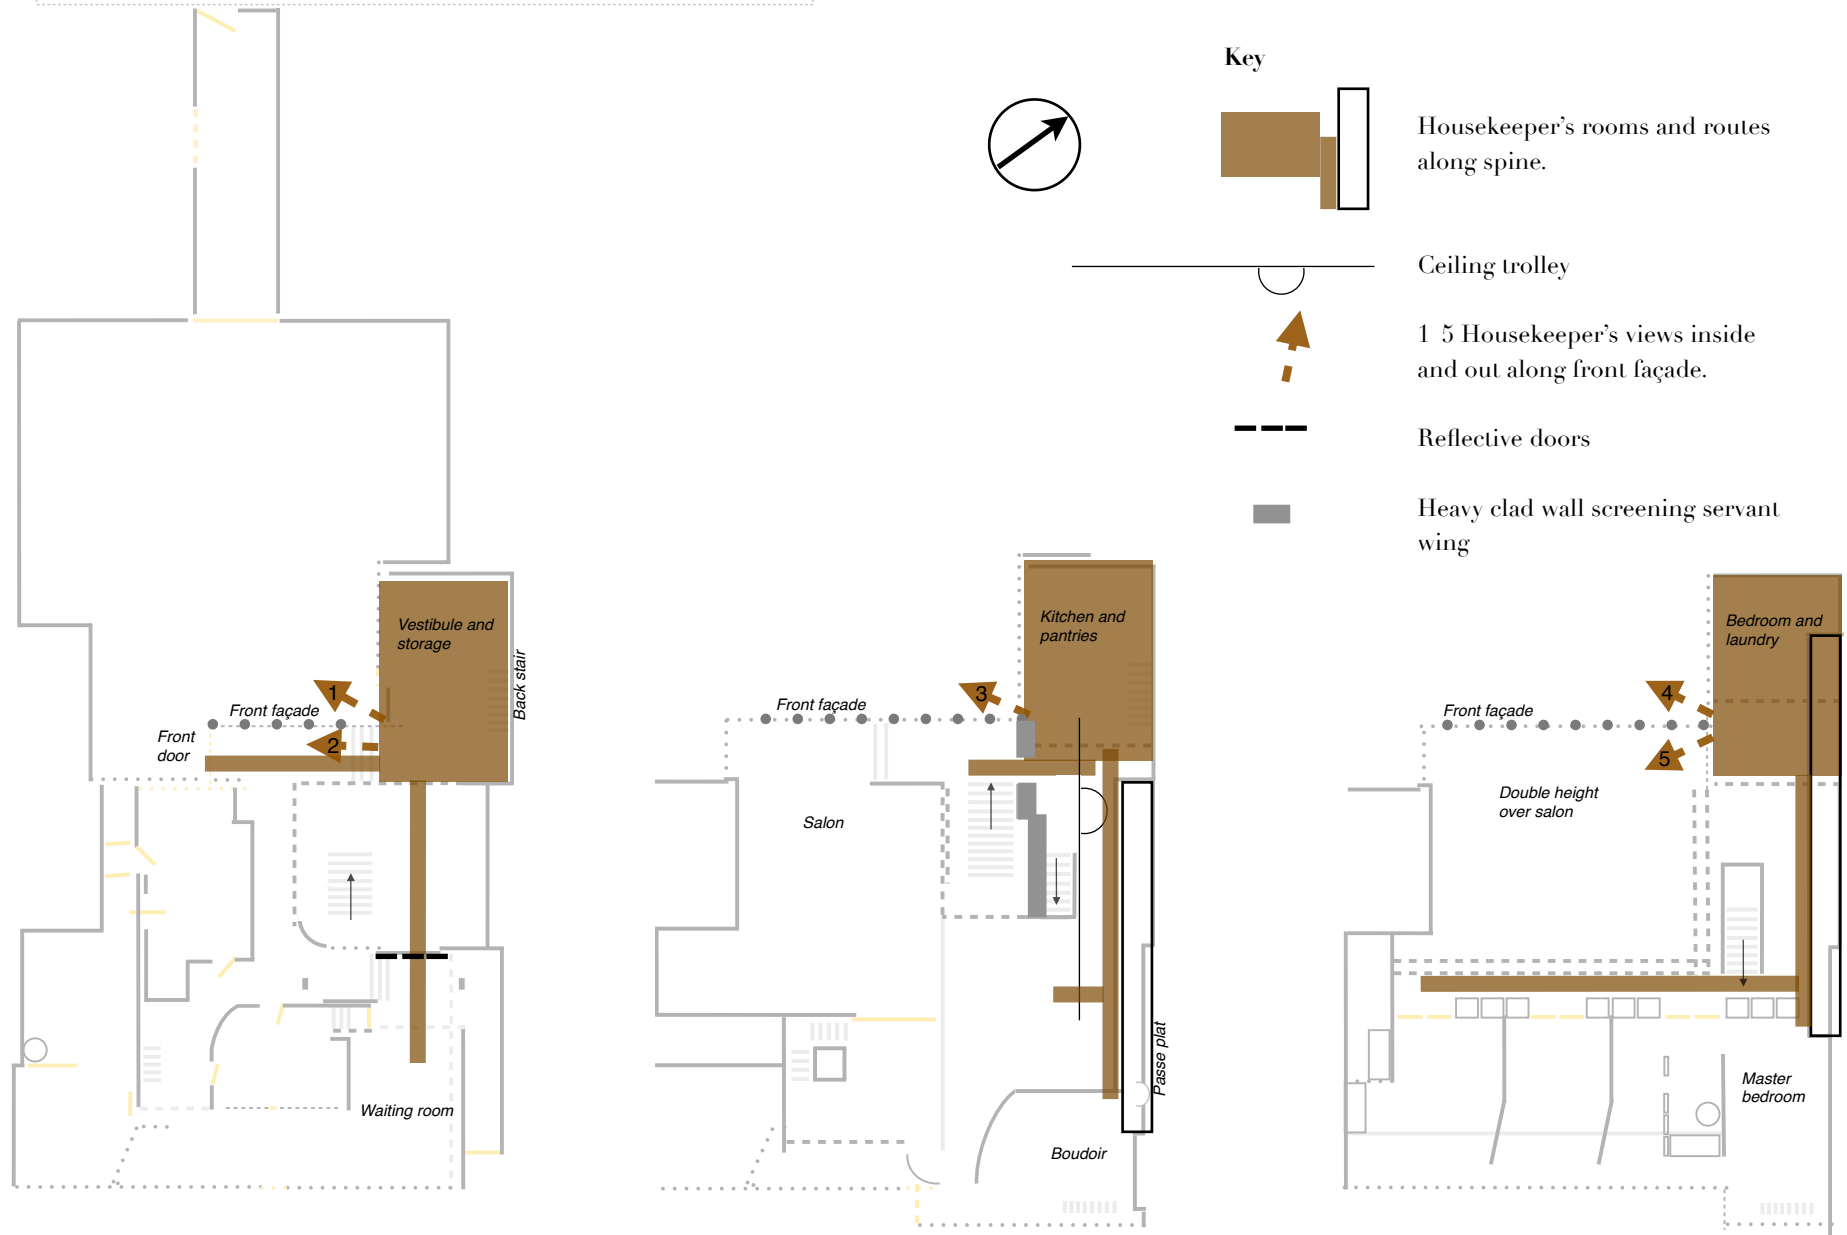 Key
Housekeeper's rooms and routes
along spine.
Ceiling trolley
1 5 Housekeeper's views inside
and out along front façade.
Reflective doors
Heavy clad wall screening servant
wing
Vestibule and
storage
Back stair
1
Front façade
2
Front
door
Waiting room
Kitchen and
pantries
3
Front façade
Salon
Passe plat
Boudoir
Bedroom and
laundry
4
Front façade
5
Double height
over salon
Master
bedroom